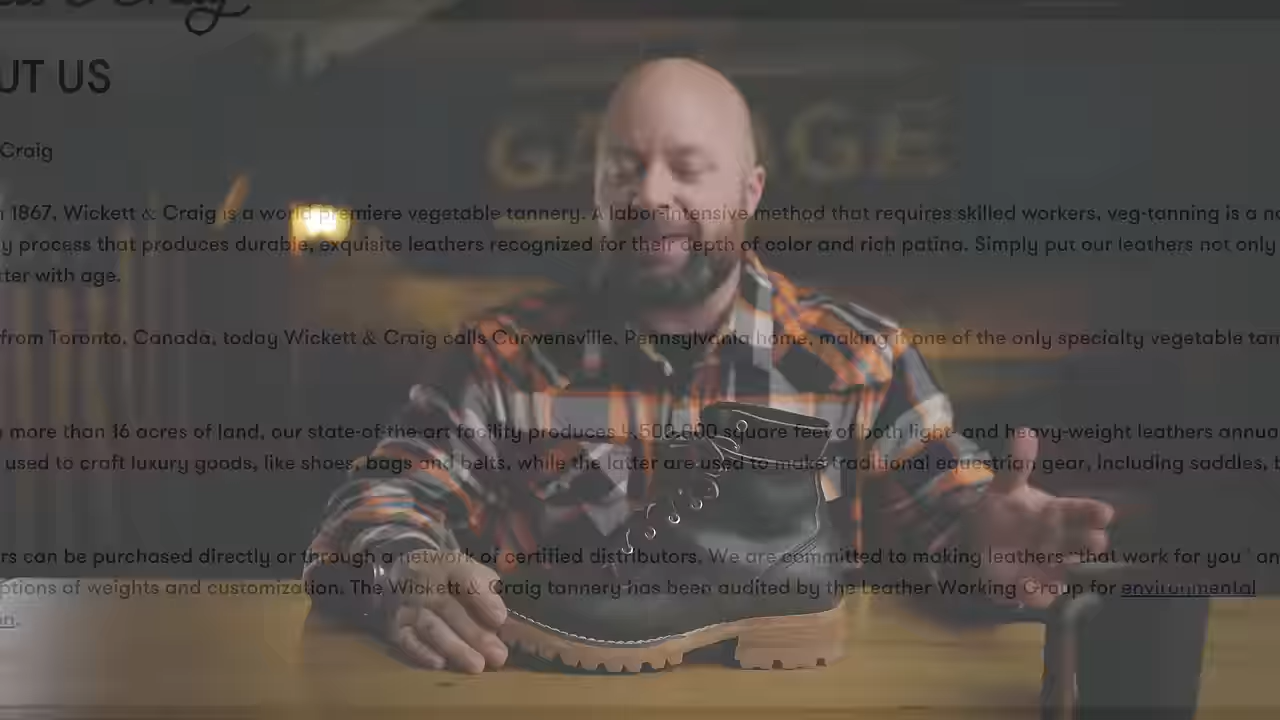 & Craig
UT US
Craig
1867, Wickett & Craig is a world premiere vegetable tannery. A labor-intensive method that requires skilled workers, veg-tanning is a
y process that produces durable, exquisite leathers recognized for their depth of color and rich patina. Simply put our leathers not only
tter with age.
from Toronto, Canada, today Wickett & Craig calls Curwensville, Pennsylvania home, making it one of the only specialty vegetable tan
more than 16 acres of land, our state-of-the-art facility produces 4,500,600 square feet of both light- and heavy-weight leathers annua
used to craft luxury goods, like shoes, bags and belts, while the latter are used to make traditional equestrian gear, including saddles, b
rs can be purchased directly or through a network of certified distributors. We are committed to making leathers "that work for you" an
ptions of weights and customization. The Wickett & Craig tannery has been audited by the Leather Working Group for environmental
on.